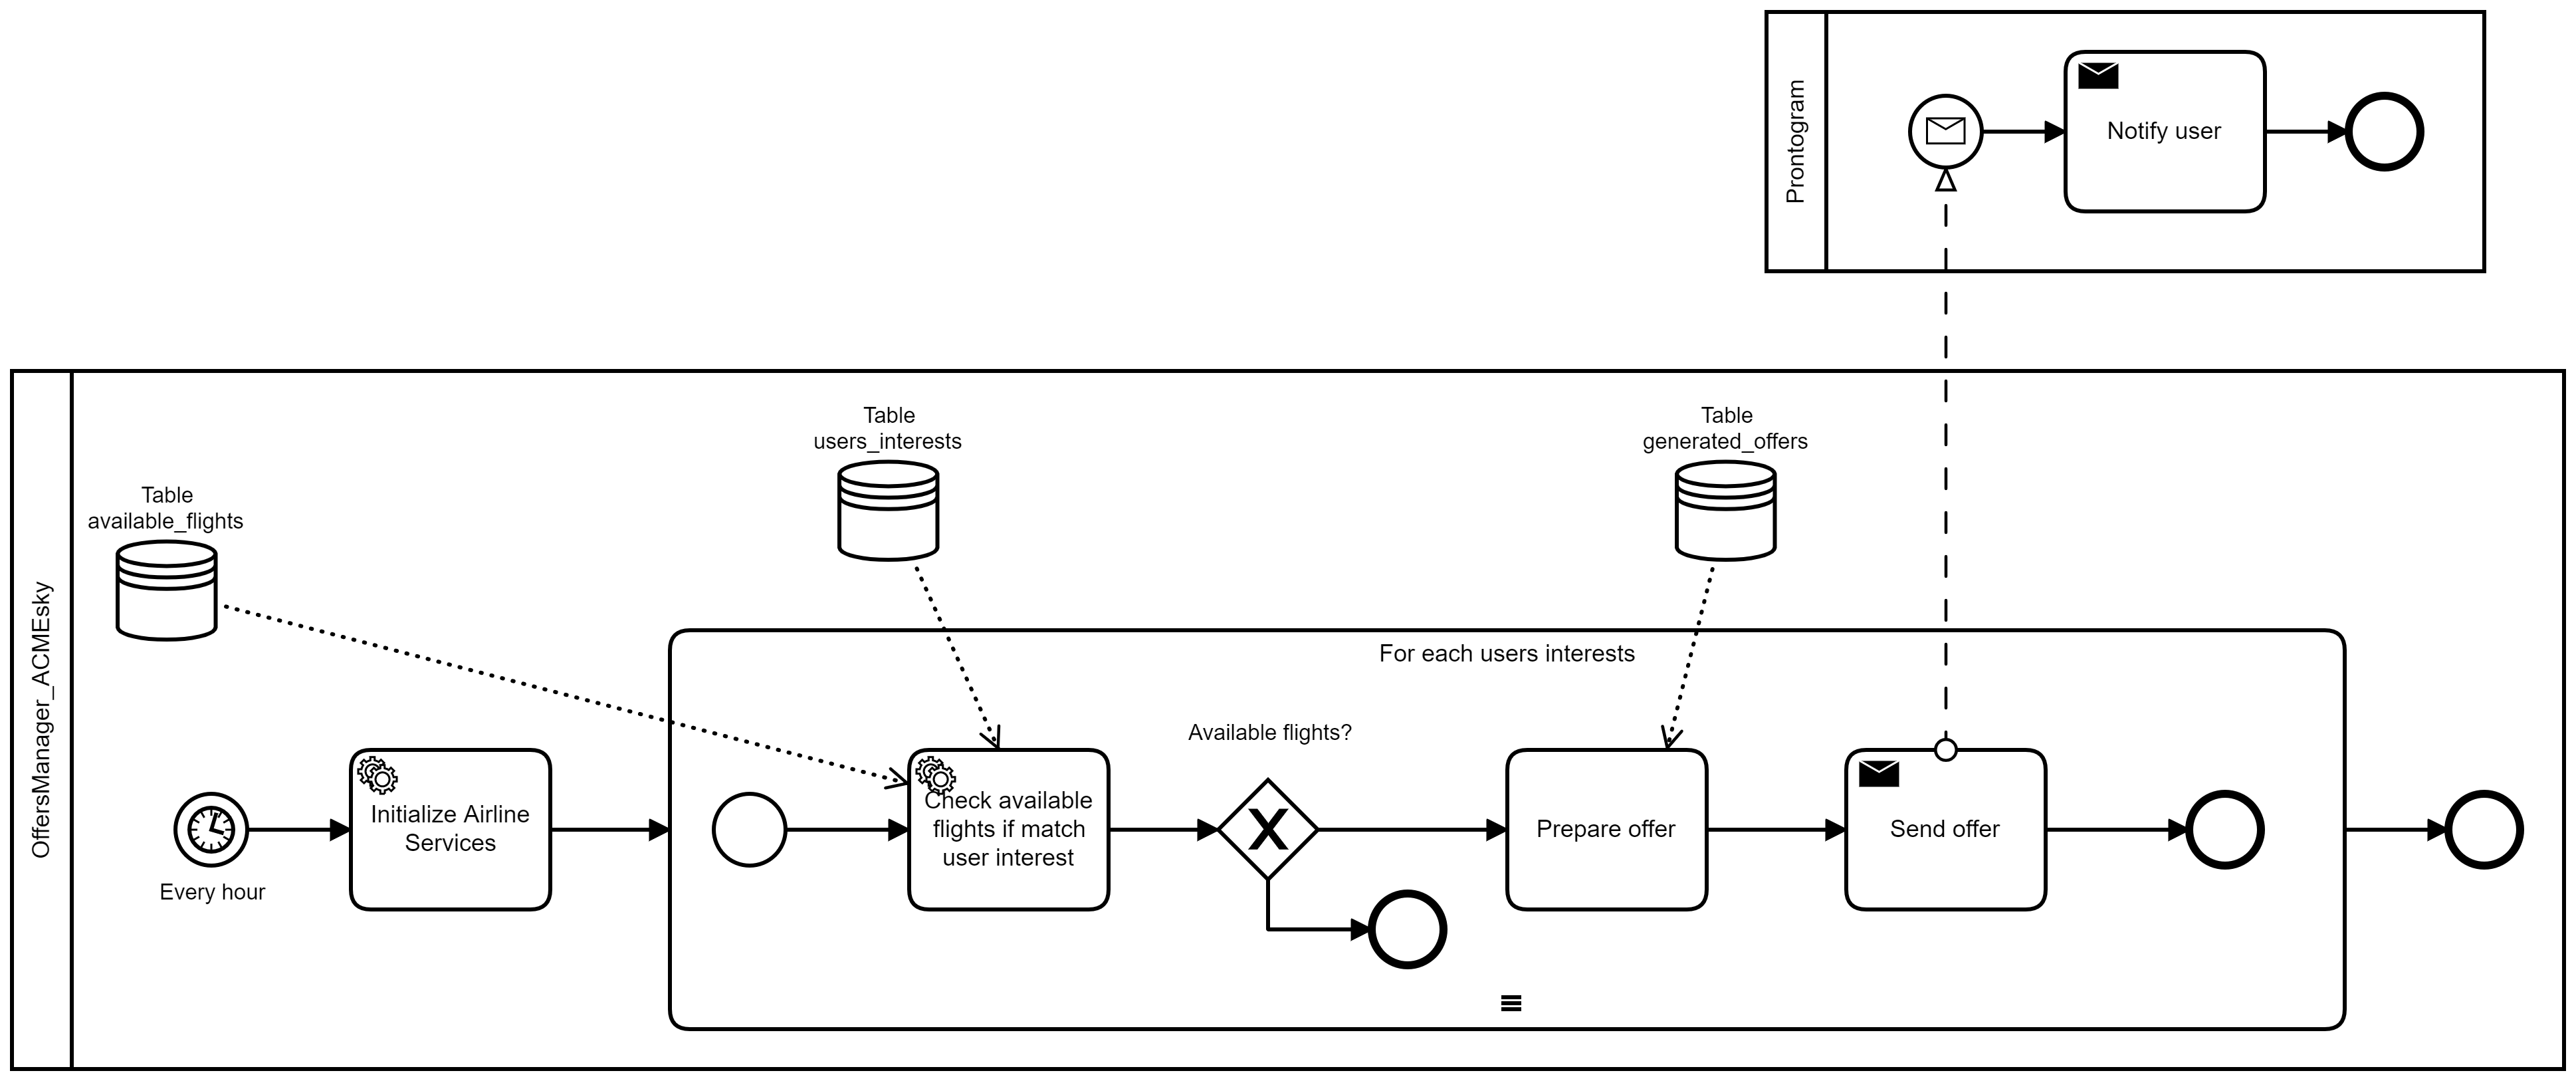 Prontogram
Notify user
OffersManager_ACMEsky
Table
available_flights
Table
users_interests
Table
generated_offers
For each users interests
Every hour
Initialize Airline
Services
Check available
flights if match
user interest
Available flights?
Prepare offer
Send offer